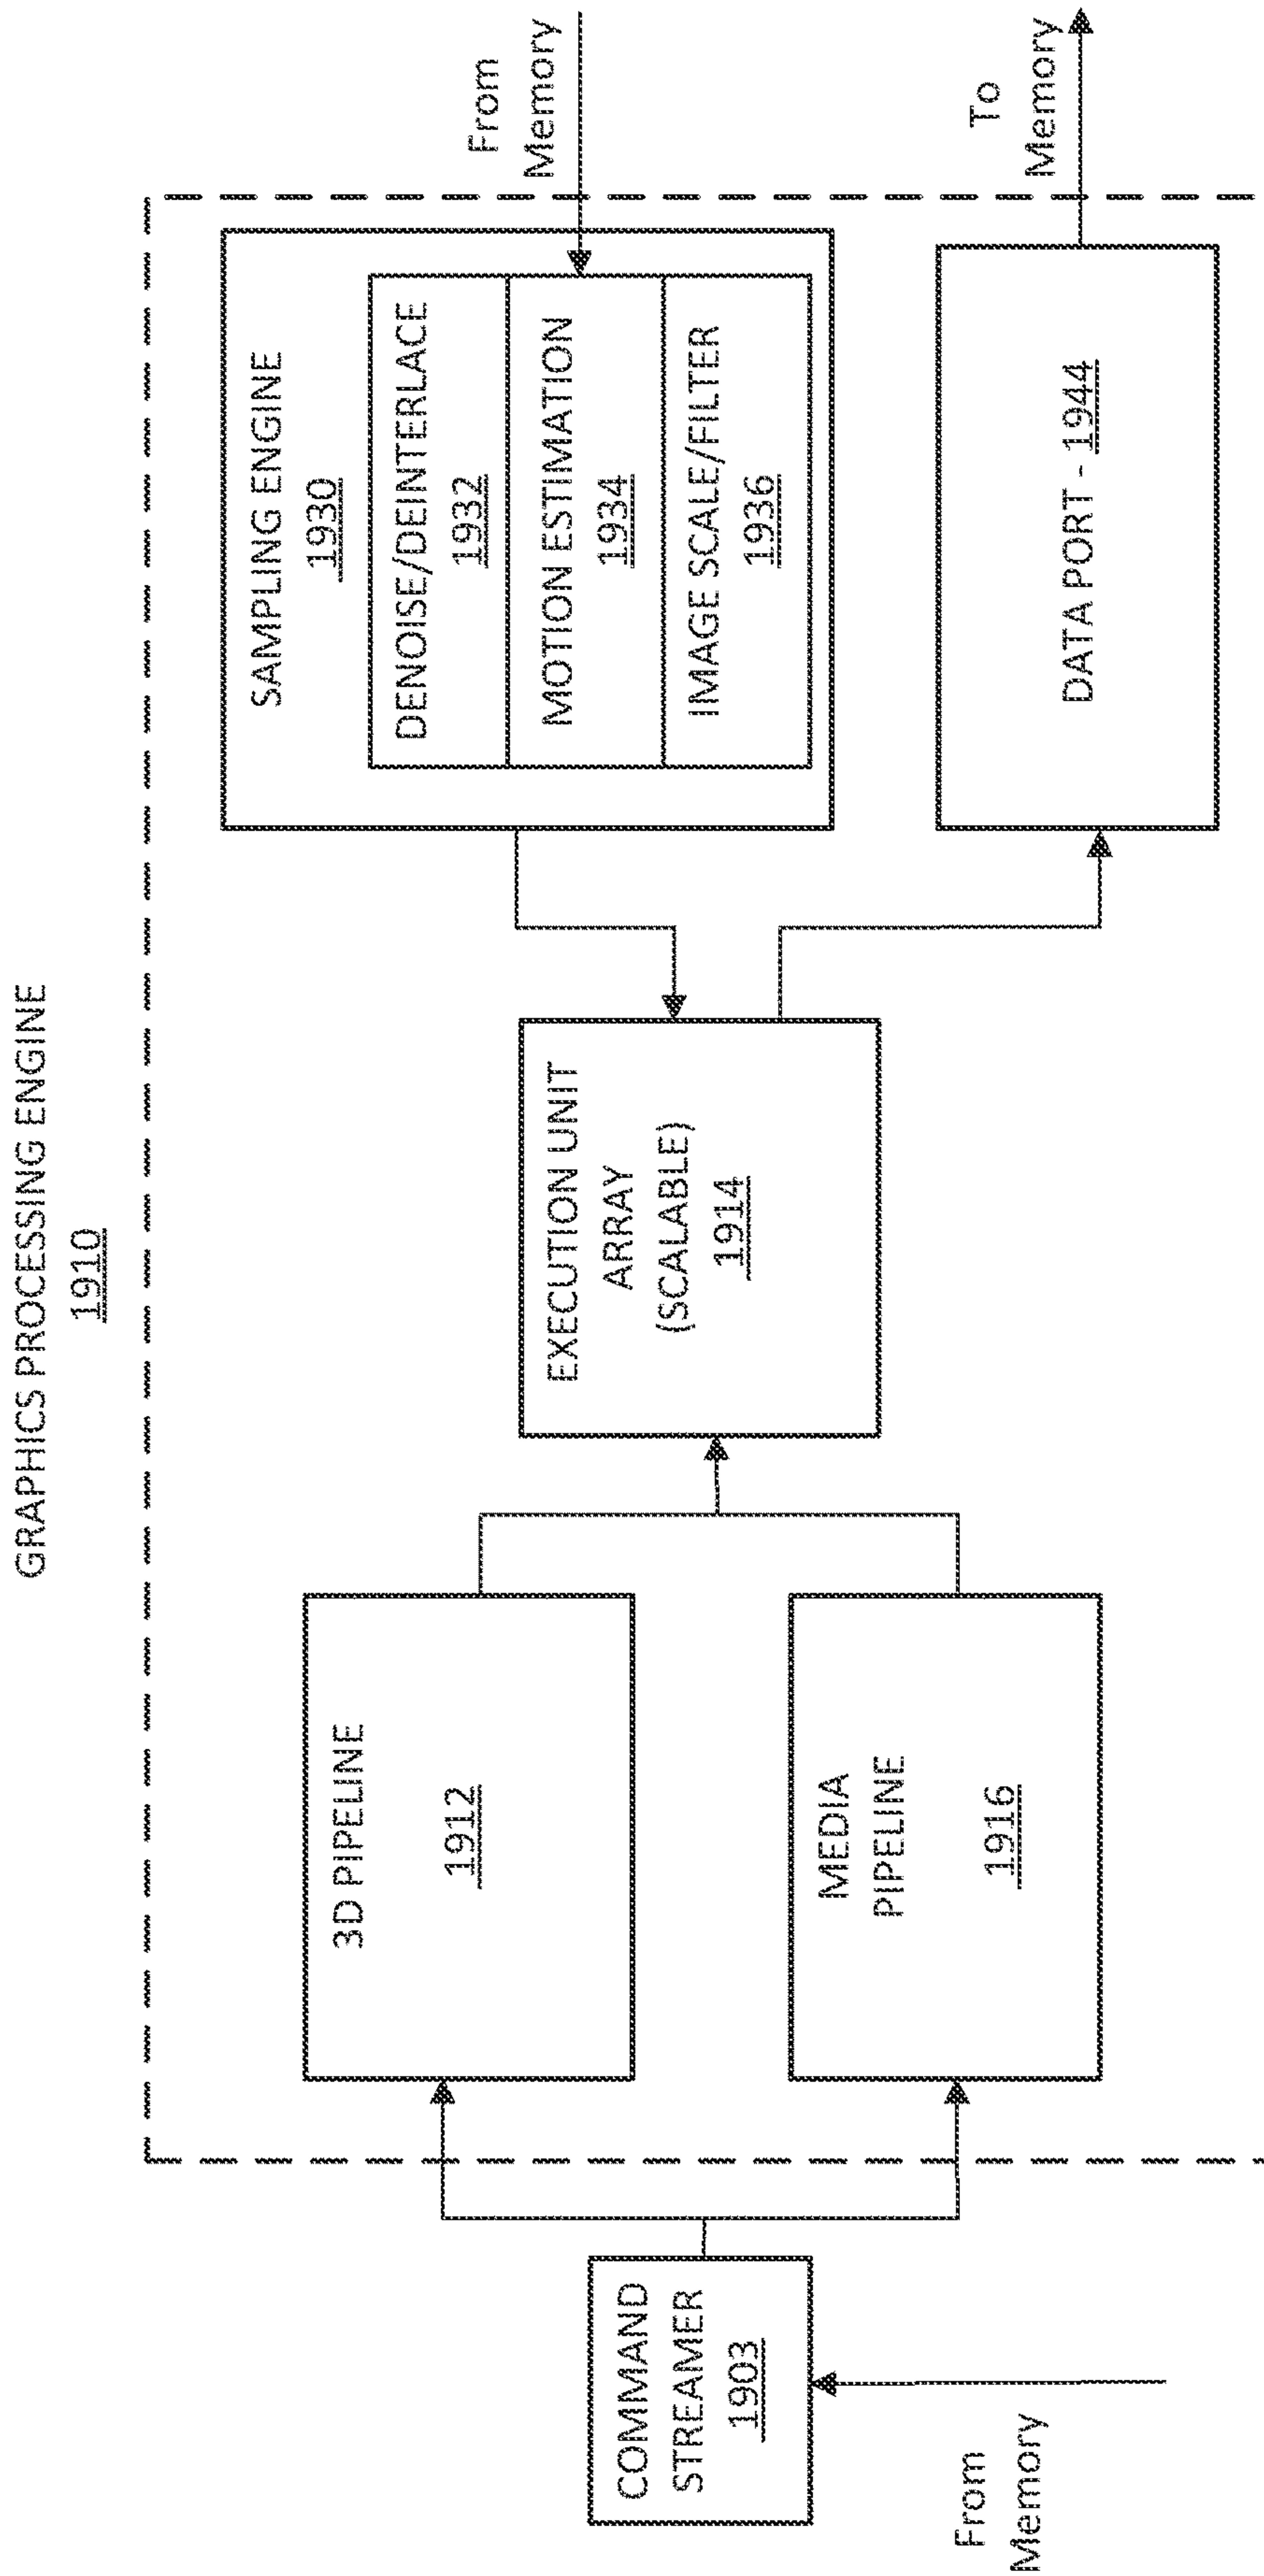 GRAPHICS PROCESSING ENGINE
1910
COMMAND
STREAMER
1903
From
Memory
3D PIPELINE
1912
MEDIA
PIPELINE
1916
EXECUTION UNIT
ARRAY
(SCALABLE)
1914
SAMPLING ENGINE
1930
DENOISE/DEINTERLACE
1932
MOTION ESTIMATION
1934
IMAGE SCALE/FILTER
1936
From
Memory
DATA PORT - 1944
To
Memory